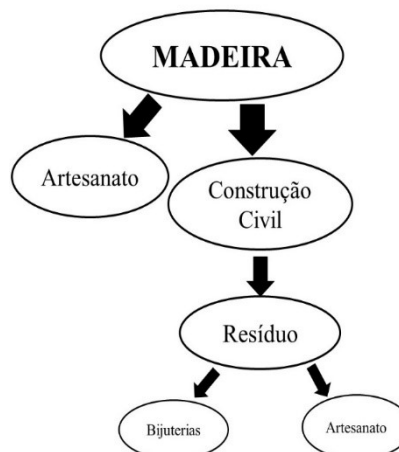 MADEIRA
Artesanato
Construção
Civil
Resíduo
Bijuterias
Artesanato